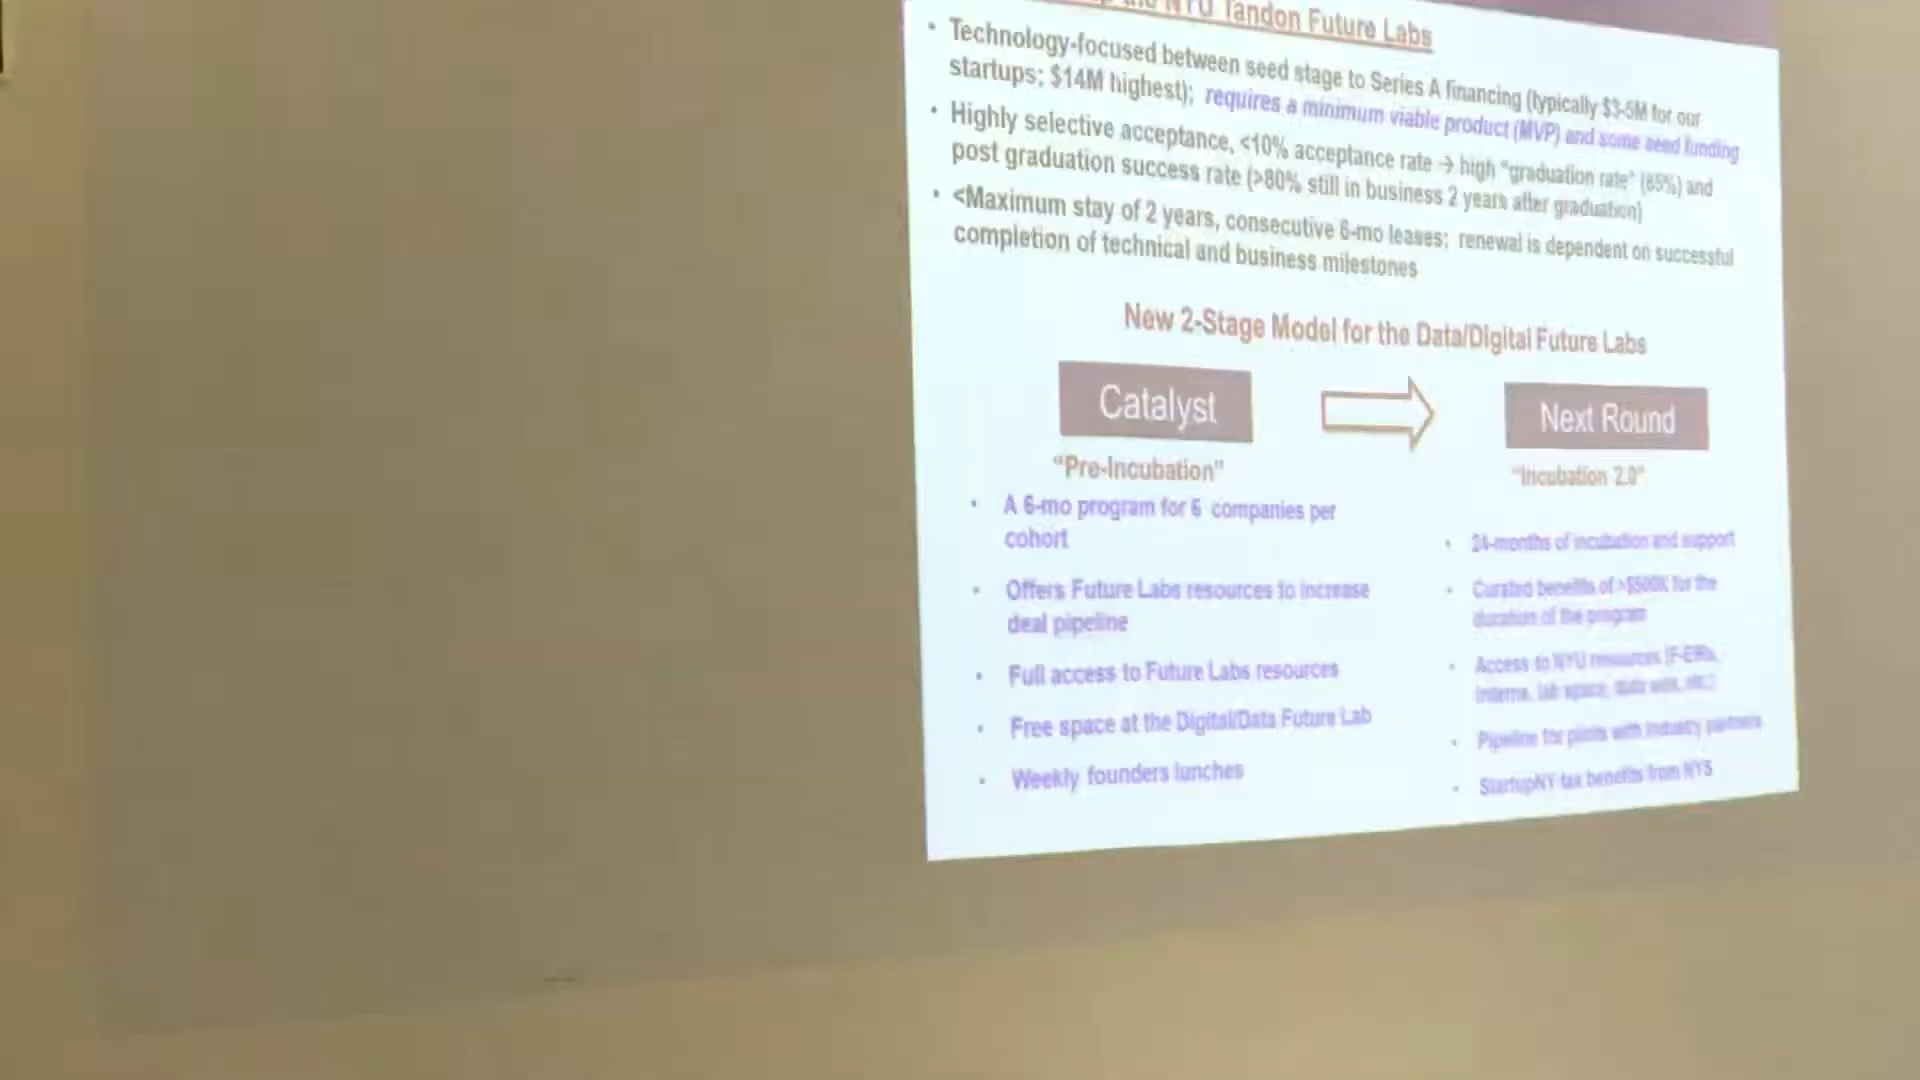 the NYU Tandon Future Labs
• Technology-focused between seed stage to Series A financing (typically $3-5M for our
startups; $14M highest); requires a minimum viable product (MVP) and some seed funding
• Highly selective acceptance, <10% acceptance rate → high "graduation rate" (85%) and
post graduation success rate (>80% still in business 2 years after graduation)
• <Maximum stay of 2 years, consecutive 6-mo leases; renewal is dependent on successful
completion of technical and business milestones
New 2-Stage Model for the Data/Digital Future Labs
Catalyst
"Pre-Incubation"
• A 6-mo program for 6 companies per
cohort
• Offers Future Labs resources to increase
deal pipeline
• Full access to Future Labs resources
• Free space at the Digital/Data Future Lab
• Weekly founders lunches
Next Round
"Incubation 2.0"
• 24-months of incubation and support
• Curated benefits of >$500K for the
duration of the program
• Access to NYU resources
interns, lab space, etc.)
• Pipeline for pilots with industry partners
• StartupNY tax benefits from NYS